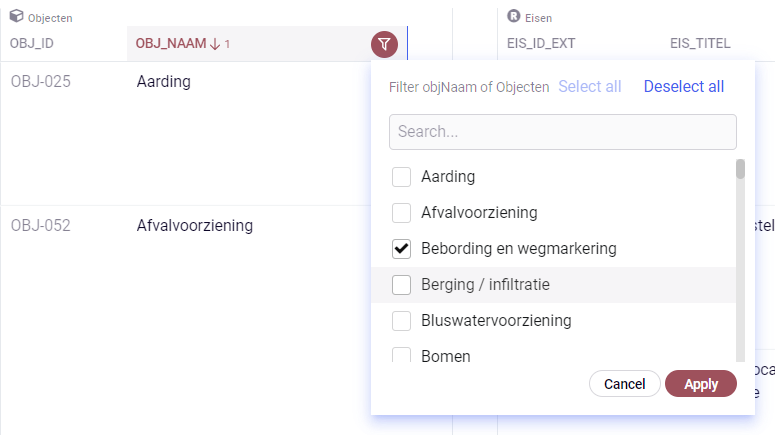 Objecten
R Eisen
OBJ_ID OBJ_NAAM 1 EIS_ID_EXT EIS_TITEL
OBJ-025 Aarding
Filter objNaam of Objecten Select all Deselect all
Search...
Aarding
Afvalvoorziening
OBJ-052 Afvalvoorziening
Bebording en wegmarkering
Berging / infiltratie
Bluswatervoorziening
Bomen
Cancel Apply